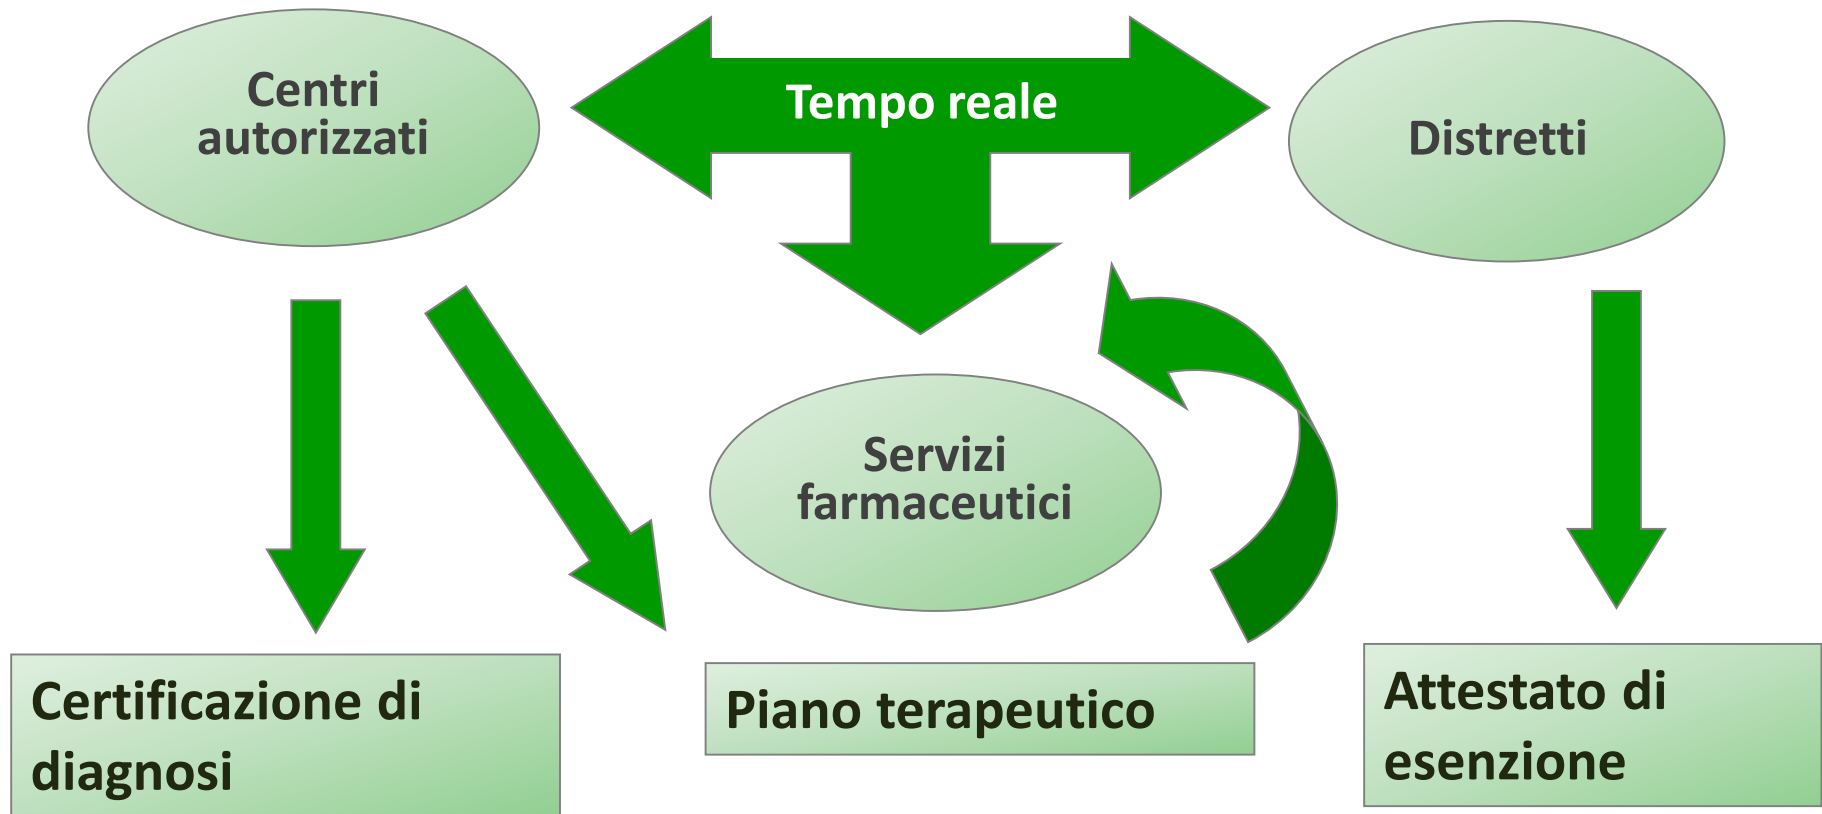 Centri
autorizzati
Tempo reale
Distretti
Servizi
farmaceutici
Certificazione di
diagnosi
Piano terapeutico
Attestato di
esenzione